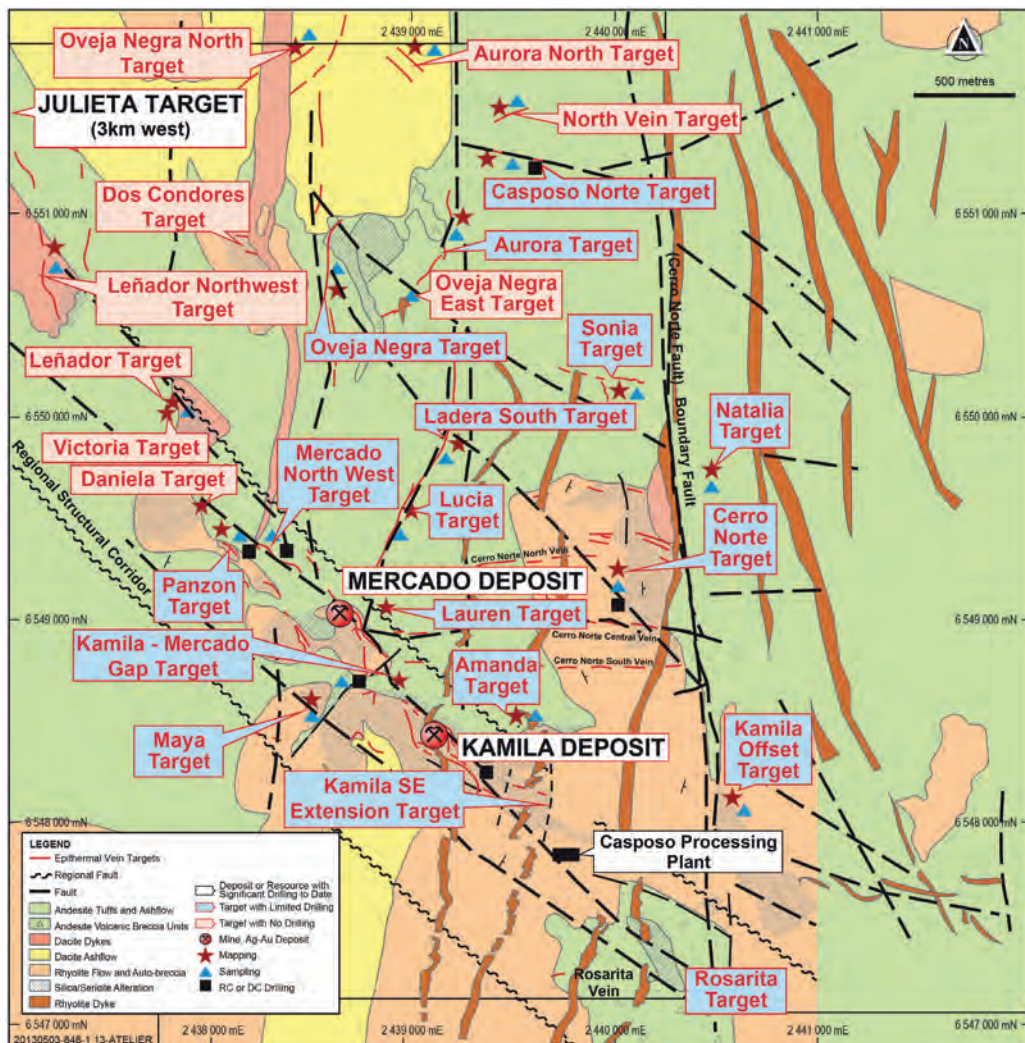 2 439 000 mE
2 440 000 mE
2 441 000 mE
N
500 metres
Oveja Negra North
Target
Aurora North Target
JULIETA TARGET
(3km west)
North Vein Target
Casposo Norte Target
Dos Condores
Target
6 551 000 mN
6 551 000 mN
Aurora Target
Leñador Northwest
Target
Oveja Negra
East Target
(Cerro Norte Fault) Boundary Fault
Oveja Negra Target
Sonia
Target
Leñador Target
6 550 000 mN
6 550 000 mN
Ladera South Target
Natalia
Target
Victoria Target
Mercado
North West
Target
Daniela Target
Regional Structural Corridor
Lucia
Target
Cerro
Norte
Target
Cerro Norte North Vein
Panzon
Target
MERCADO DEPOSIT
Lauren Target
6 549 000 mN
6 549 000 mN
Cerro Norte Central Vein
Kamila - Mercado
Gap Target
Amanda
Target
Cerro Norte South Vein
Maya
Target
KAMILA DEPOSIT
Kamila
Offset
Target
Kamila SE
Extension Target
6 548 000 mN
6 548 000 mN
Casposo Processing
Plant
LEGEND
Epithermal Vein Targets
Regional Fault
Fault
Andesite Tuffs and Ashflow
Andesite Volcanic Breccia Units
Dacite Dykes
Dacite Ashflow
Rhyolite Flow and Auto-breccia
Silica/Sericite Alteration
Rhyolite Dyke
Deposit or Resource with
Significant Drilling to Date
Target with Limited Drilling
Target with No Drilling
Mine, Ag-Au Deposit
Mapping
Sampling
RC or DC Drilling
Rosarita
Vein
Rosarita
Target
6 547 000 mN
2 438 000 mE
2 439 000 mE
2 440 000 mE
2 441 000 mE
6 547 000 mN
20130503-846-1 13-ATELIER